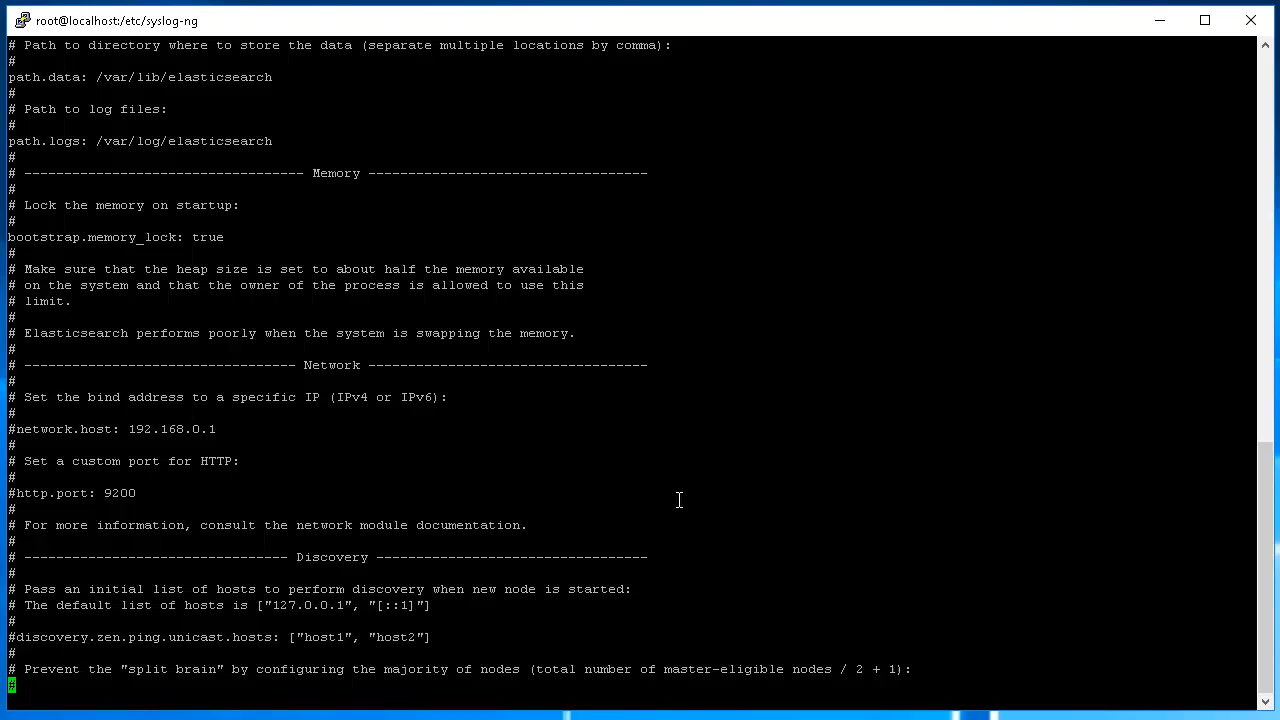 root@localhost:/etc/syslog-ng
# Path to directory where to store the data (separate multiple locations by comma):
#
path.data: /var/lib/elasticsearch
#
# Path to log files:
#
path.logs: /var/log/elasticsearch
#
# ----------------------------------- Memory -----------------------------------
#
# Lock the memory on startup:
#
bootstrap.memory_lock: true
#
# Make sure that the heap size is set to about half the memory available
# on the system and that the owner of the process is allowed to use this
# limit.
#
# Elasticsearch performs poorly when the system is swapping the memory.
#
# ---------------------------------- Network -----------------------------------
#
# Set the bind address to a specific IP (IPv4 or IPv6):
#
#network.host: 192.168.0.1
#
# Set a custom port for HTTP:
#
#http.port: 9200
#
# For more information, consult the network module documentation.
#
# --------------------------------- Discovery ----------------------------------
#
# Pass an initial list of hosts to perform discovery when new node is started:
# The default list of hosts is ["127.0.0.1", "[::1]"]
#
#discovery.zen.ping.unicast.hosts: ["host1", "host2"]
#
# Prevent the "split brain" by configuring the majority of nodes (total number of master-eligible nodes / 2 + 1):
#